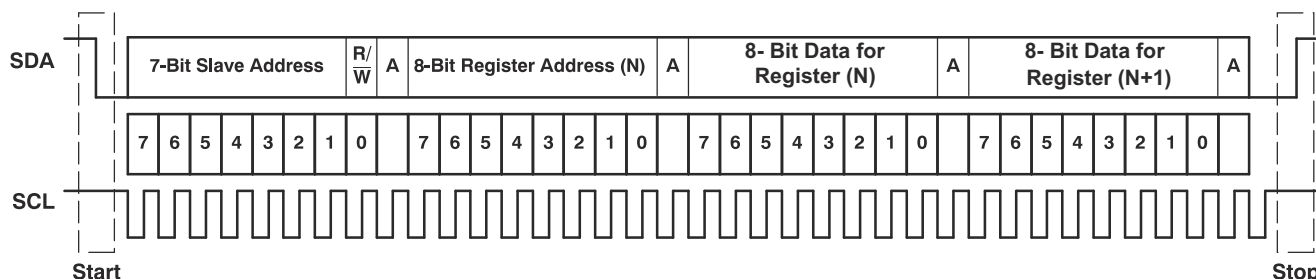 SDA
7-Bit Slave Address
R/
W
A
8-Bit Register Address (N)
A
8- Bit Data for
Register (N)
A
8- Bit Data for
Register (N+1)
A
7 6 5 4 3 2 1 0 7 6 5 4 3 2 1 0 7 6 5 4 3 2 1 0 7 6 5 4 3 2 1 0
SCL
Start
Stop